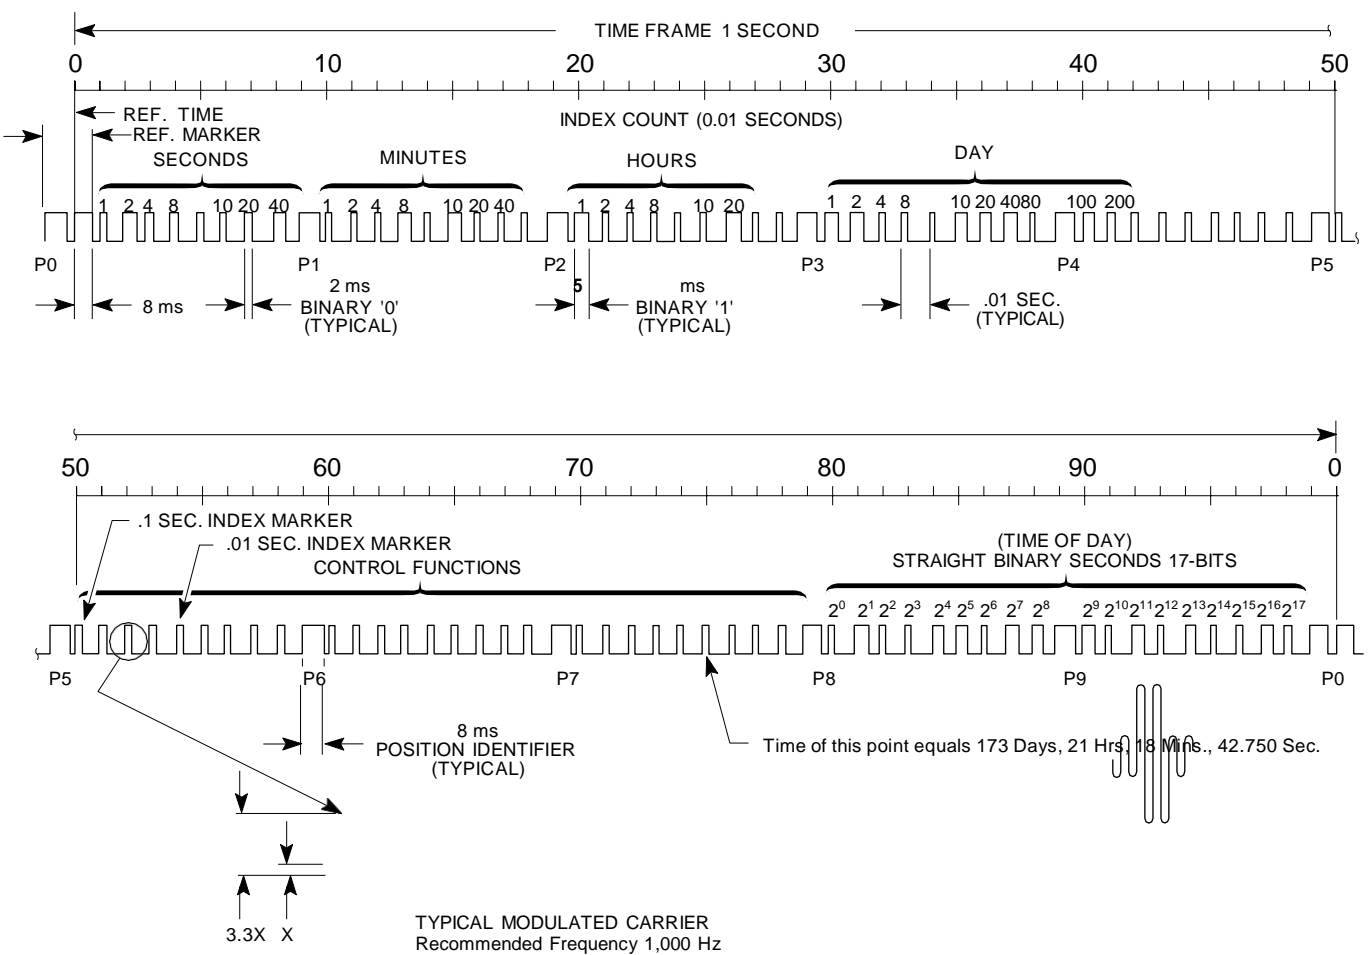 TIME FRAME 1 SECOND
0 10 20 30 40 50
REF. TIME
REF. MARKER
INDEX COUNT (0.01 SECONDS)
SECONDS MINUTES HOURS DAY
1 2 4 8 10 20 40 1 2 4 8 10 20 40 1 2 4 8 10 20 1 2 4 8 10 20 40 80 100 200
P0 P1 P2 P3 P4 P5
8 ms
2 ms
BINARY '0'
(TYPICAL)
5 ms
BINARY '1'
(TYPICAL)
.01 SEC.
(TYPICAL)
50 60 70 80 90 0
.1 SEC. INDEX MARKER
.01 SEC. INDEX MARKER
CONTROL FUNCTIONS
(TIME OF DAY)
STRAIGHT BINARY SECONDS 17-BITS
2⁰ 2¹ 2² 2³ 2⁴ 2⁵ 2⁶ 2⁷ 2⁸ 2⁹ 2¹⁰ 2¹¹ 2¹² 2¹³ 2¹⁴ 2¹⁵ 2¹⁶ 2¹⁷
P5 P6 P7 P8 P9 P0
8 ms
POSITION IDENTIFIER
(TYPICAL)
Time of this point equals 173 Days, 21 Hrs, 18 Mins., 42.750 Sec.
3.3X X
TYPICAL MODULATED CARRIER
Recommended Frequency 1,000 Hz